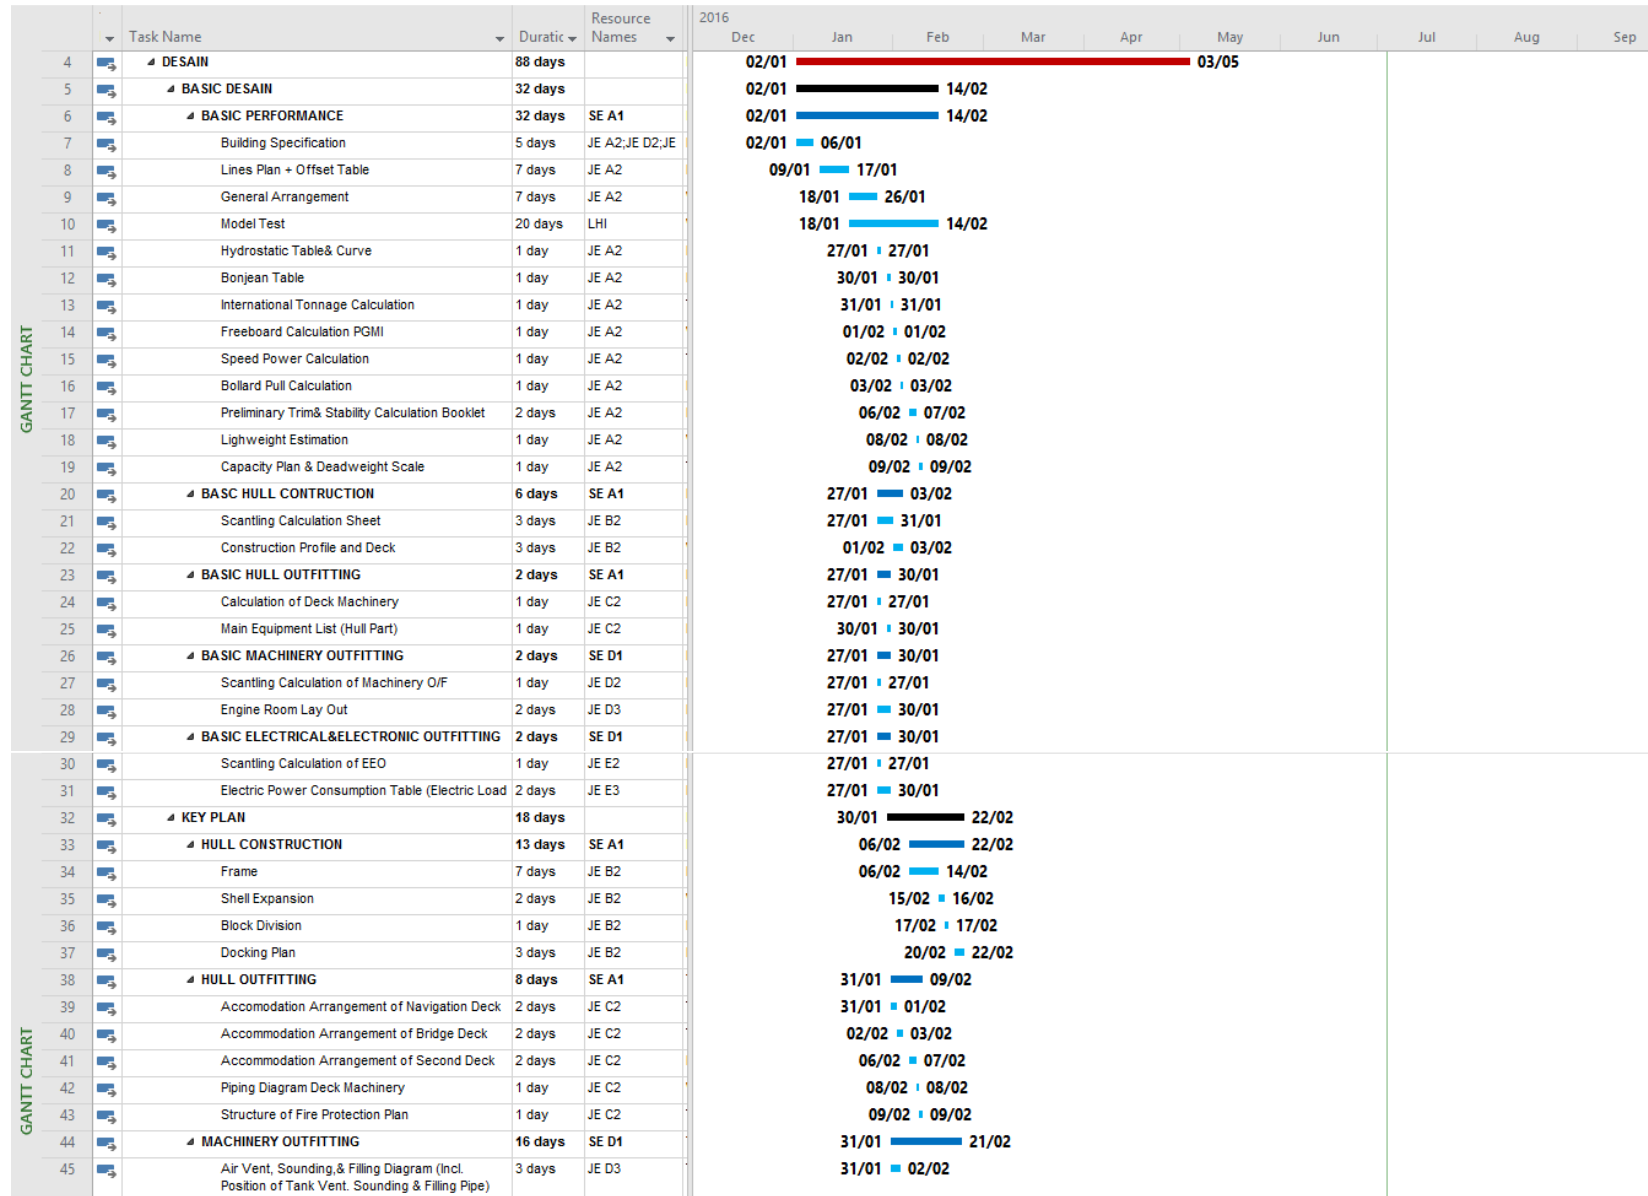 Resource 2016
Task Name Duratic Names Dec Jan Feb Mar Apr May Jun Jul Aug Sep
4 DESAIN 88 days 02/01 03/05
5 BASIC DESAIN 32 days 02/01 14/02
6 BASIC PERFORMANCE 32 days SE A1 02/01 14/02
7 Building Specification 5 days JE A2;JE D2;JE 02/01 06/01
8 Lines Plan + Offset Table 7 days JE A2 09/01 17/01
9 General Arrangement 7 days JE A2 18/01 26/01
10 Model Test 20 days LHI 18/01 14/02
11 Hydrostatic Table& Curve 1 day JE A2 27/01 27/01
12 Bonjean Table 1 day JE A2 30/01 30/01
13 International Tonnage Calculation 1 day JE A2 31/01 31/01
14 Freeboard Calculation PGMI 1 day JE A2 01/02 01/02
15 Speed Power Calculation 1 day JE A2 02/02 02/02
16 Bollard Pull Calculation 1 day JE A2 03/02 03/02
17 Preliminary Trim& Stability Calculation Booklet 2 days JE A2 06/02 07/02
18 Lighweight Estimation 1 day JE A2 08/02 08/02
19 Capacity Plan & Deadweight Scale 1 day JE A2 09/02 09/02
20 BASC HULL CONTRUCTION 6 days SE A1 27/01 03/02
21 Scantling Calculation Sheet 3 days JE B2 27/01 31/01
22 Construction Profile and Deck 3 days JE B2 01/02 03/02
23 BASIC HULL OUTFITTING 2 days SE A1 27/01 30/01
24 Calculation of Deck Machinery 1 day JE C2 27/01 27/01
25 Main Equipment List (Hull Part) 1 day JE C2 30/01 30/01
26 BASIC MACHINERY OUTFITTING 2 days SE D1 27/01 30/01
27 Scantling Calculation of Machinery O/F 1 day JE D2 27/01 27/01
28 Engine Room Lay Out 2 days JE D3 27/01 30/01
29 BASIC ELECTRICAL&ELECTRONIC OUTFITTING 2 days SE D1 27/01 30/01
GANTT CHART
30 Scantling Calculation of EEO 1 day JE E2 27/01 27/01
31 Electric Power Consumption Table (Electric Load 2 days JE E3 27/01 30/01
32 KEY PLAN 18 days 30/01 22/02
33 HULL CONSTRUCTION 13 days SE A1 06/02 22/02
34 Frame 7 days JE B2 06/02 14/02
35 Shell Expansion 2 days JE B2 15/02 16/02
36 Block Division 1 day JE B2 17/02 17/02
37 Docking Plan 3 days JE B2 20/02 22/02
38 HULL OUTFITTING 8 days SE A1 31/01 09/02
39 Accomodation Arrangement of Navigation Deck 2 days JE C2 31/01 01/02
40 Accommodation Arrangement of Bridge Deck 2 days JE C2 02/02 03/02
41 Accommodation Arrangement of Second Deck 2 days JE C2 06/02 07/02
42 Piping Diagram Deck Machinery 1 day JE C2 08/02 08/02
43 Structure of Fire Protection Plan 1 day JE C2 09/02 09/02
44 MACHINERY OUTFITTING 16 days SE D1 31/01 21/02
45 Air Vent, Sounding,& Filling Diagram (Incl. 3 days JE D3 31/01 02/02
Position of Tank Vent. Sounding & Filling Pipe)
GANTT CHART